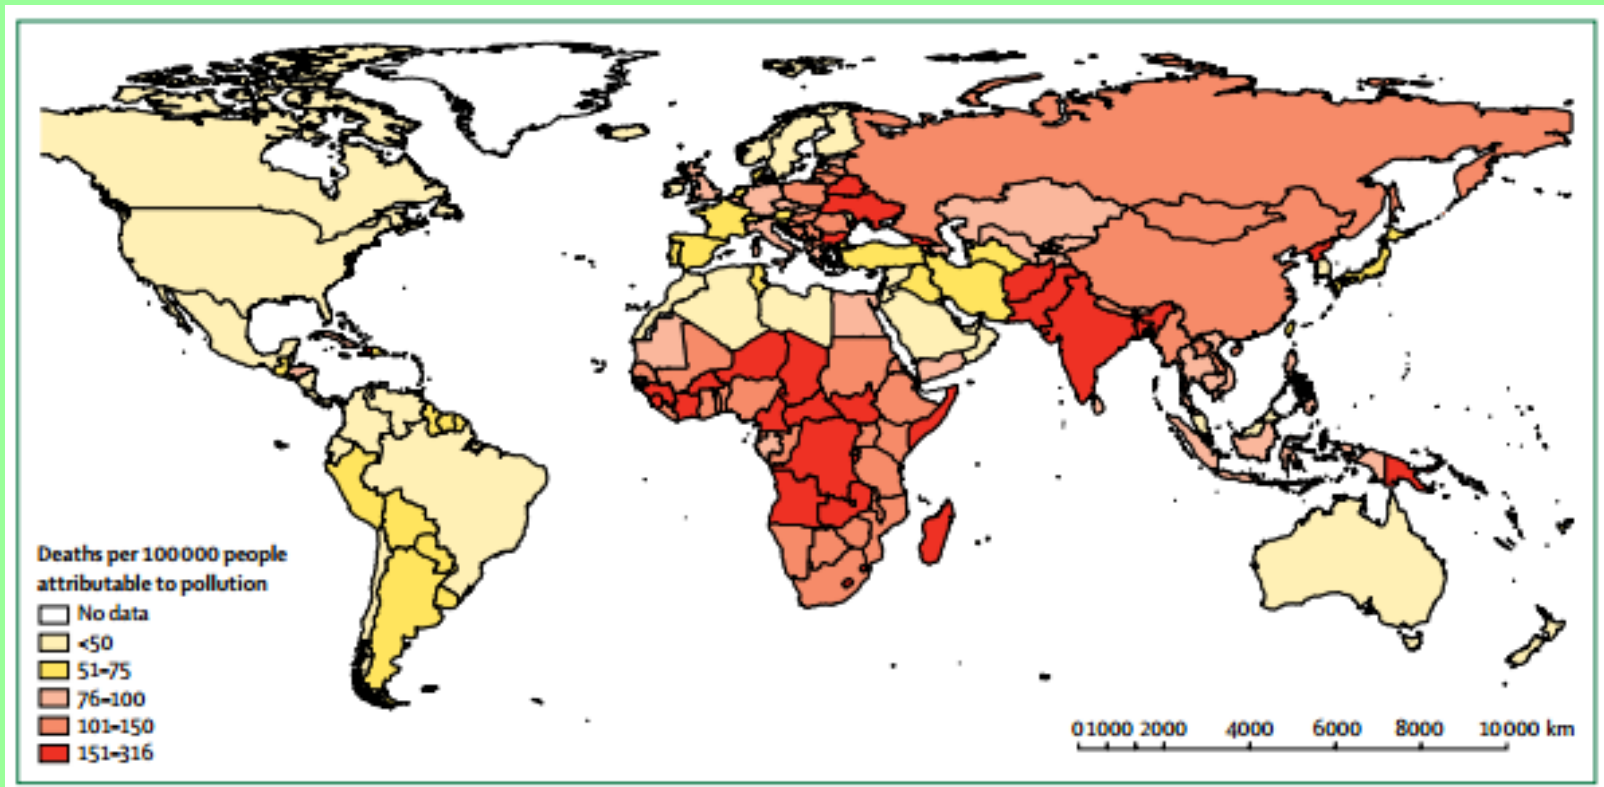 Deaths per 100 000 people
attributable to pollution
No data
<50
51–75
76–100
101–150
151–316
0 1000 2000 4000 6000 8000 10 000 km